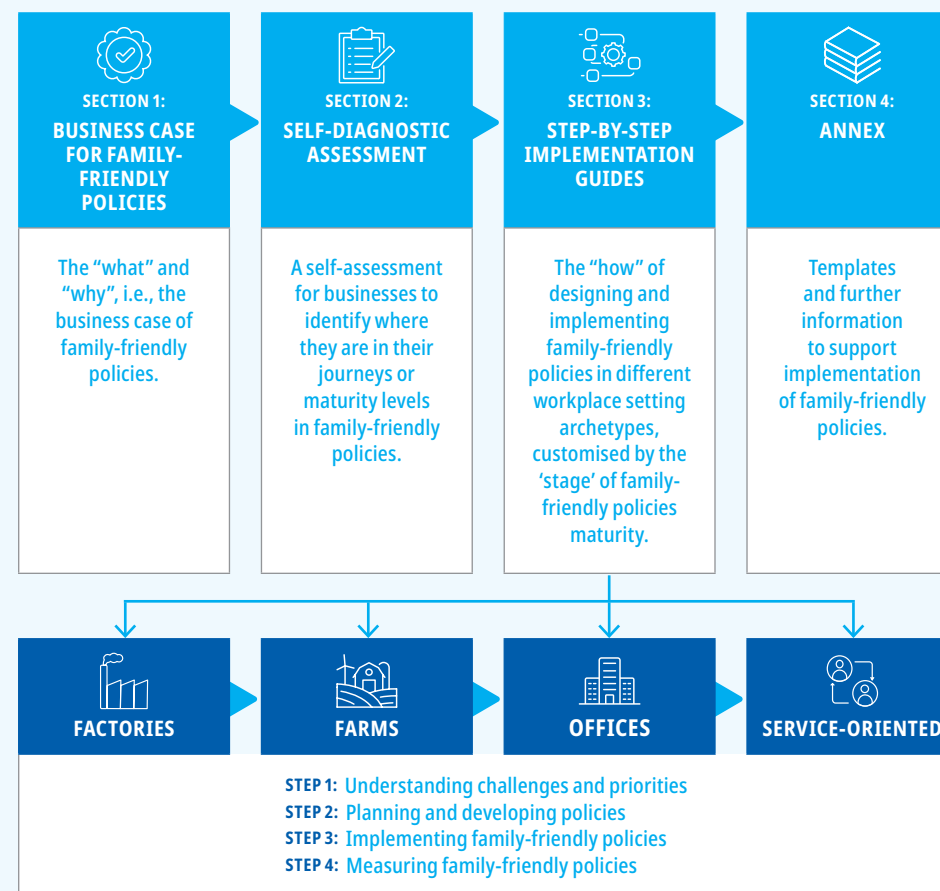 SECTION 1:
BUSINESS CASE
FOR FAMILY-
FRIENDLY
POLICIES
The “what” and
“why”, i.e., the
business case of
family-friendly
policies.
SECTION 2:
SELF-DIAGNOSTIC
ASSESSMENT
A self-assessment
for businesses to
identify where
they are in their
journeys or
maturity levels
in family-friendly
policies.
SECTION 3:
STEP-BY-STEP
IMPLEMENTATION
GUIDES
The “how” of
designing and
implementing
family-friendly
policies in different
workplace setting
archetypes,
customised by the
‘stage’ of family-
friendly policies
maturity.
SECTION 4:
ANNEX
Templates
and further
information
to support
implementation
of family-friendly
policies.
FACTORIES
FARMS
OFFICES
SERVICE-ORIENTED
STEP 1: Understanding challenges and priorities
STEP 2: Planning and developing policies
STEP 3: Implementing family-friendly policies
STEP 4: Measuring family-friendly policies